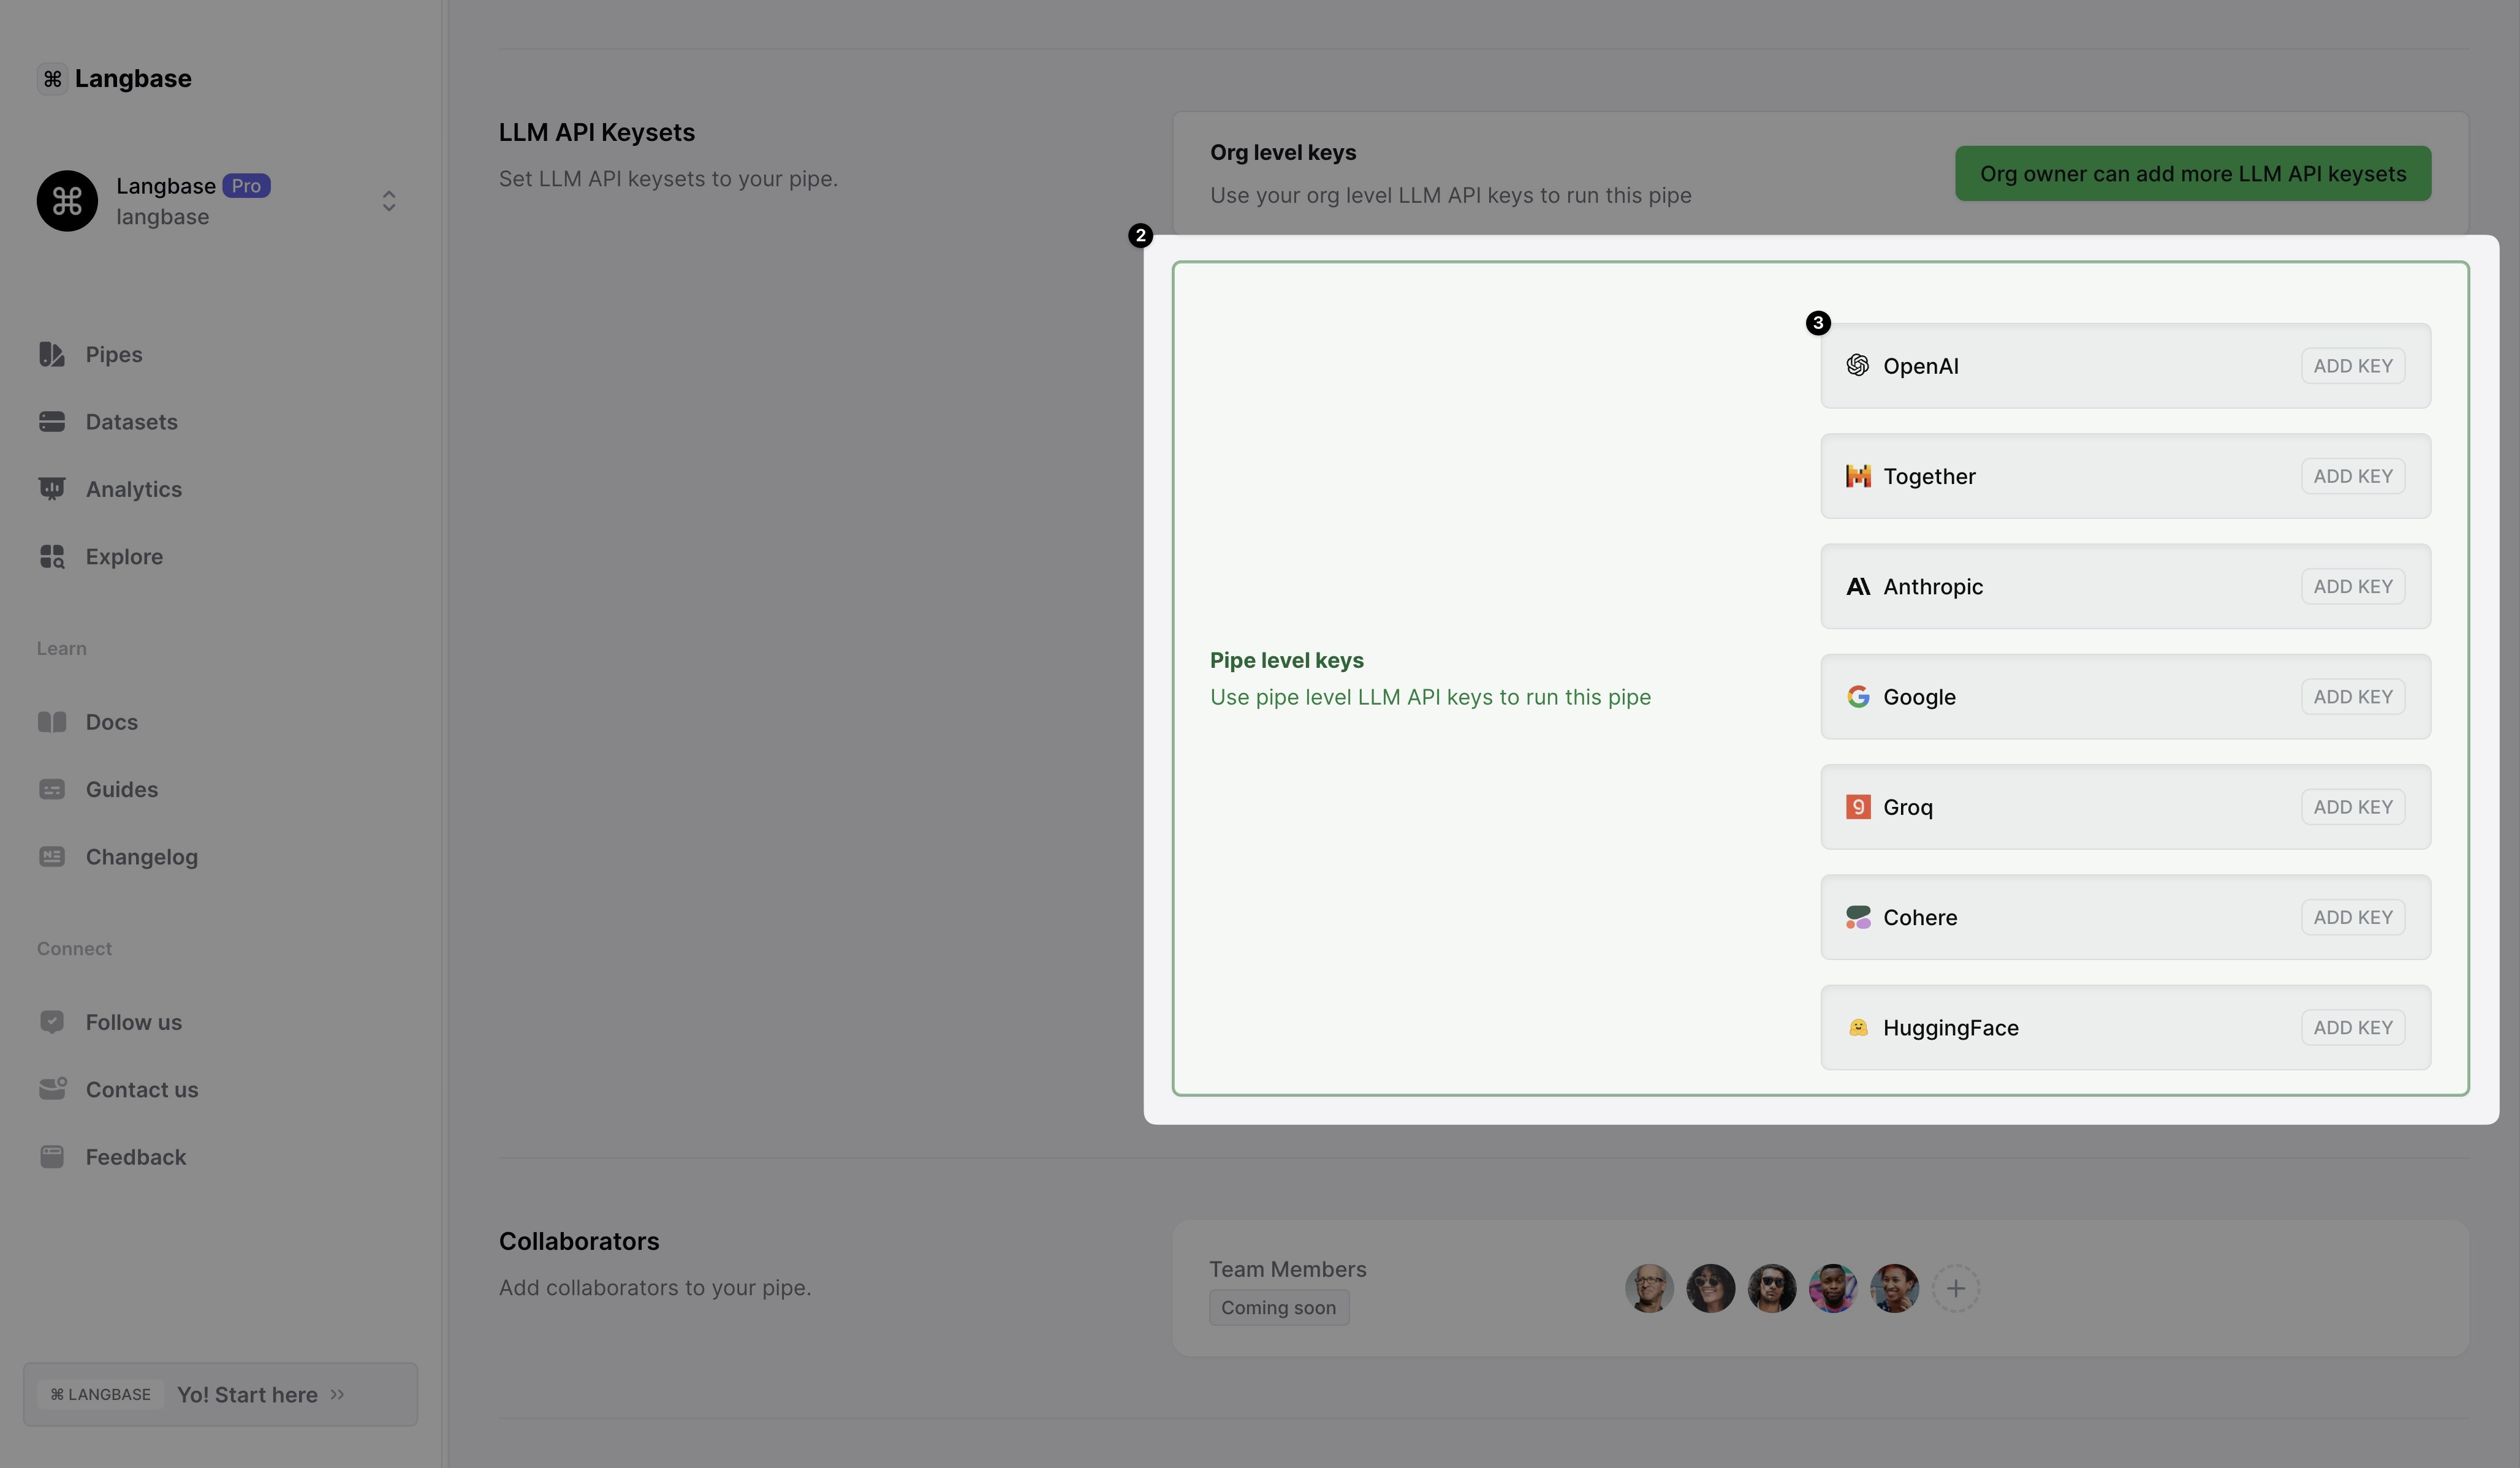 Langbase
Langbase Pro
langbase
Pipes
Datasets
Analytics
Explore
Learn
Docs
Guides
Changelog
Connect
Follow us
Contact us
Feedback
⌘ LANGBASE Yo! Start here »
LLM API Keysets
Set LLM API keysets to your pipe.
Org level keys
Use your org level LLM API keys to run this pipe
Org owner can add more LLM API keysets
2
Pipe level keys
Use pipe level LLM API keys to run this pipe
3
OpenAI ADD KEY
Together ADD KEY
Anthropic ADD KEY
Google ADD KEY
Groq ADD KEY
Cohere ADD KEY
HuggingFace ADD KEY
Collaborators
Add collaborators to your pipe.
Team Members
Coming soon